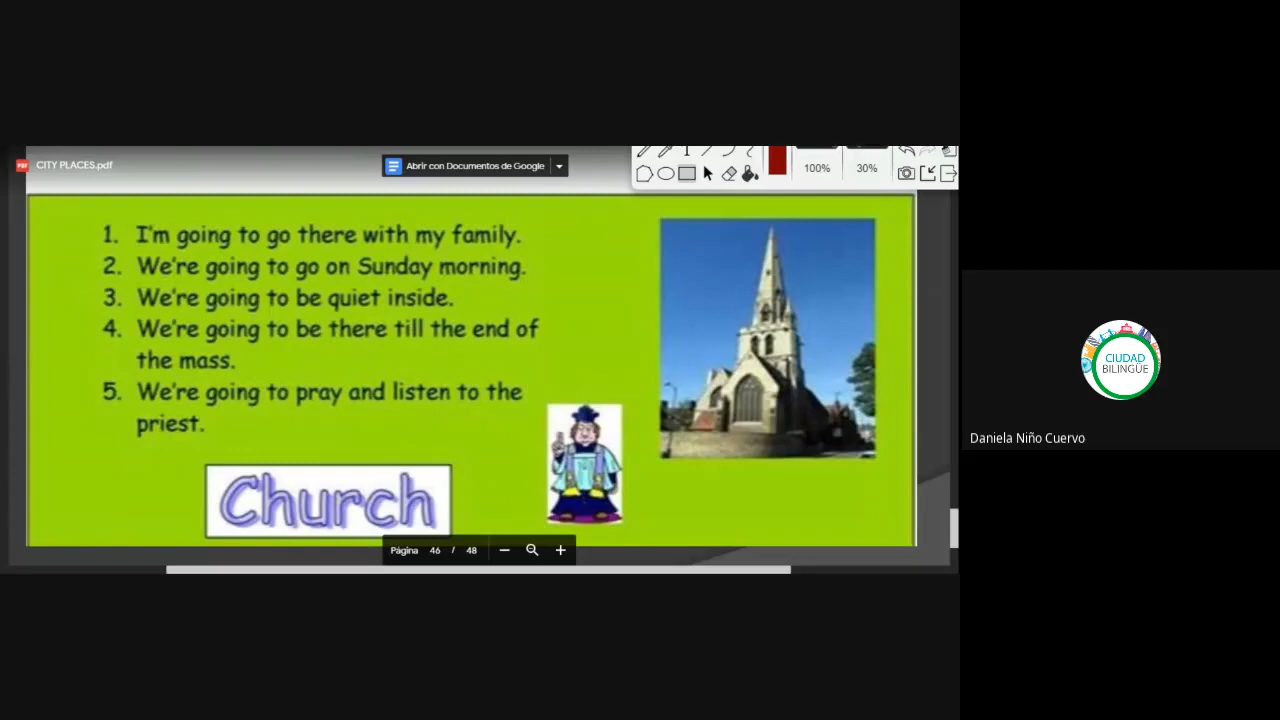 CITY PLACES.pdf
Abrir con Documentos de Google
100%
30%
1. I'm going to go there with my family.
2. We're going to go on Sunday morning.
3. We're going to be quiet inside.
4. We're going to be there till the end of
the mass.
5. We're going to pray and listen to the
priest.
Church
Página 46 / 48
CIUDAD
BILINGÜE
Daniela Niño Cuervo